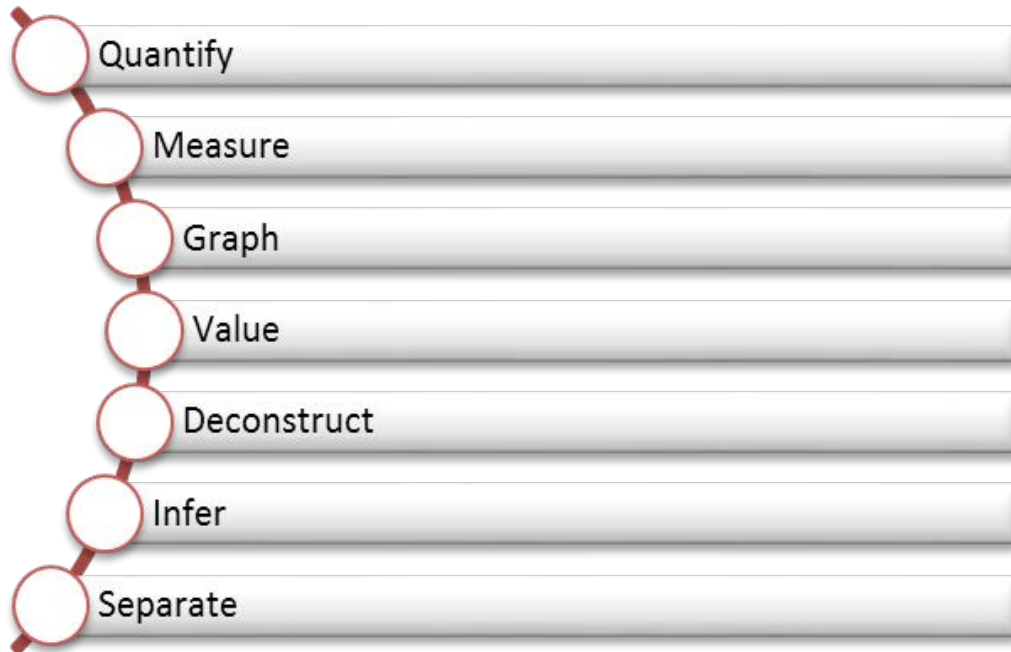 Quantify
Measure
Graph
Value
Deconstruct
Infer
Separate